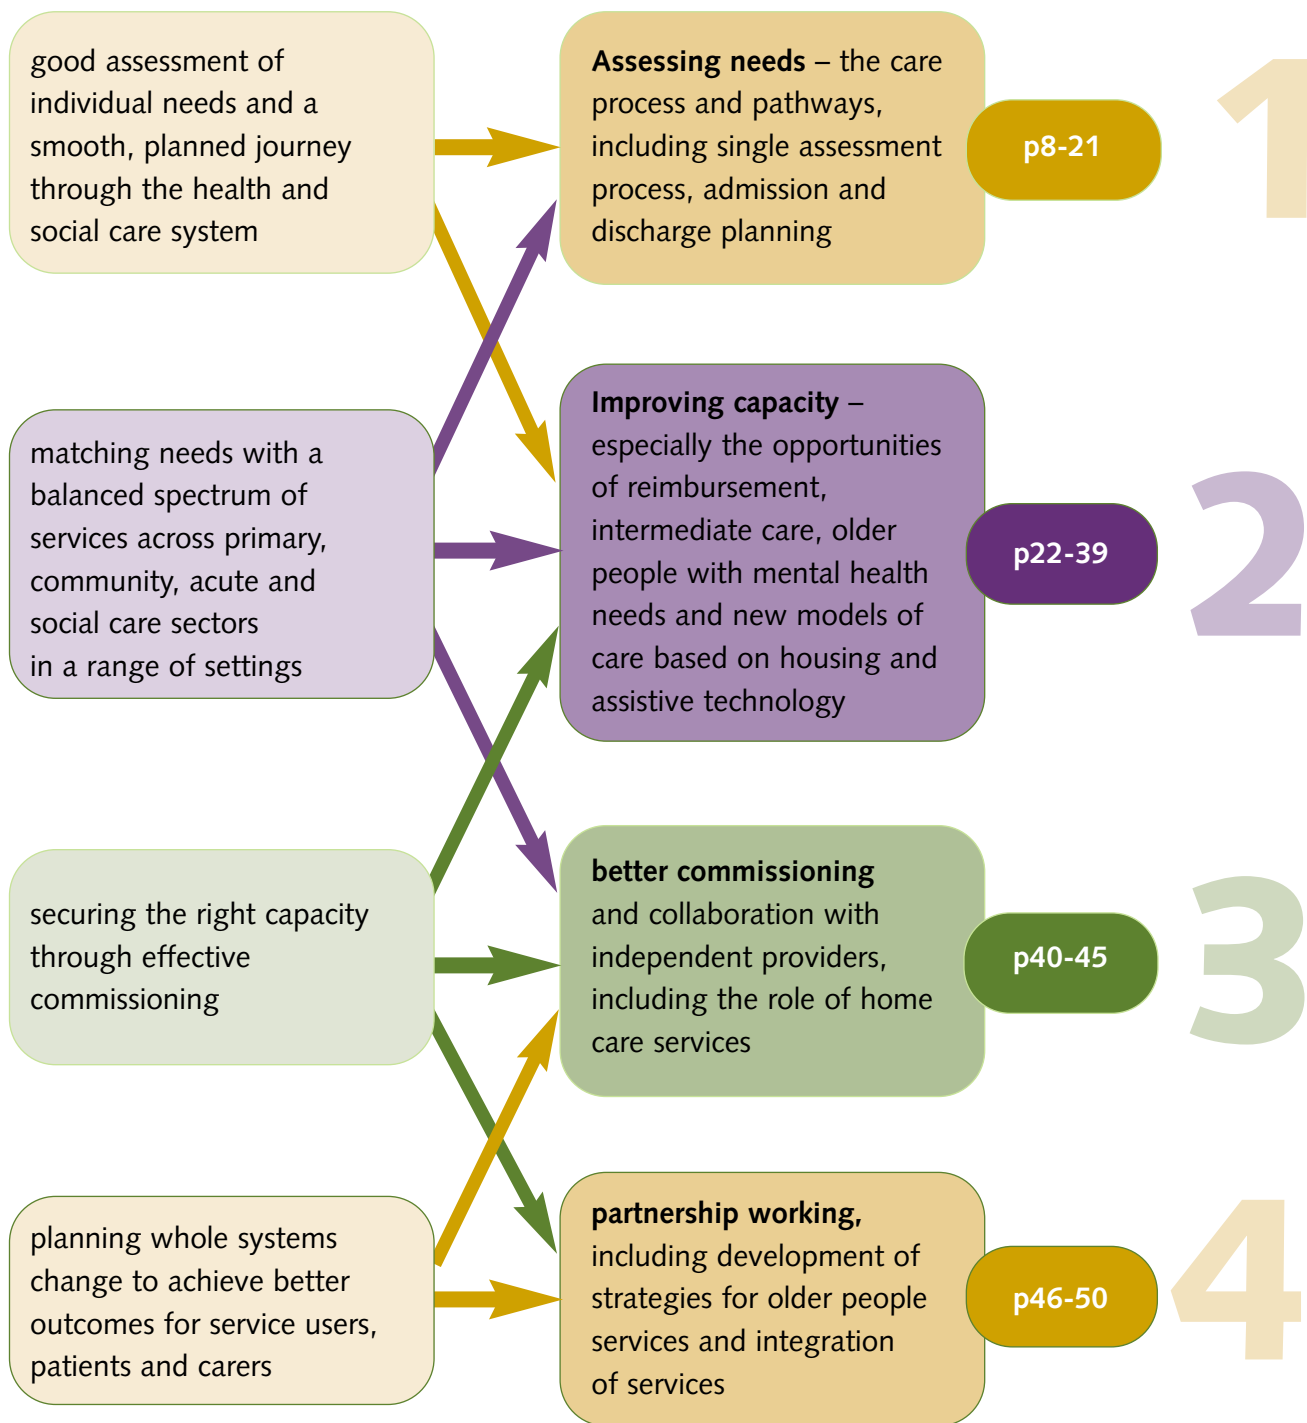 good assessment of
individual needs and a
smooth, planned journey
through the health and
social care system
Assessing needs – the care
process and pathways,
including single assessment
process, admission and
discharge planning
p8-21
1
matching needs with a
balanced spectrum of
services across primary,
community, acute and
social care sectors
in a range of settings
Improving capacity –
especially the opportunities
of reimbursement,
intermediate care, older
people with mental health
needs and new models of
care based on housing and
assistive technology
p22-39
2
securing the right capacity
through effective
commissioning
better commissioning
and collaboration with
independent providers,
including the role of home
care services
p40-45
3
planning whole systems
change to achieve better
outcomes for service users,
patients and carers
partnership working,
including development of
strategies for older people
services and integration
of services
p46-50
4